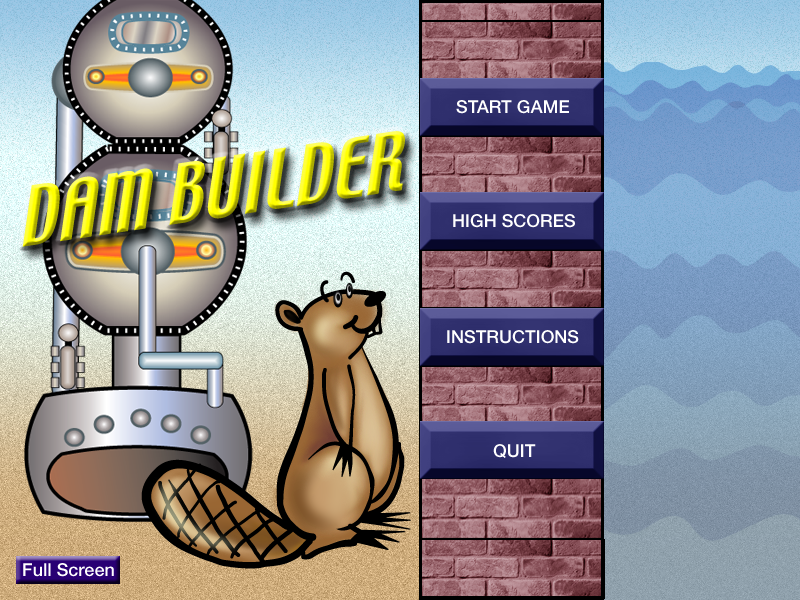 DAM BUILDER
START GAME
HIGH SCORES
INSTRUCTIONS
QUIT
Full Screen